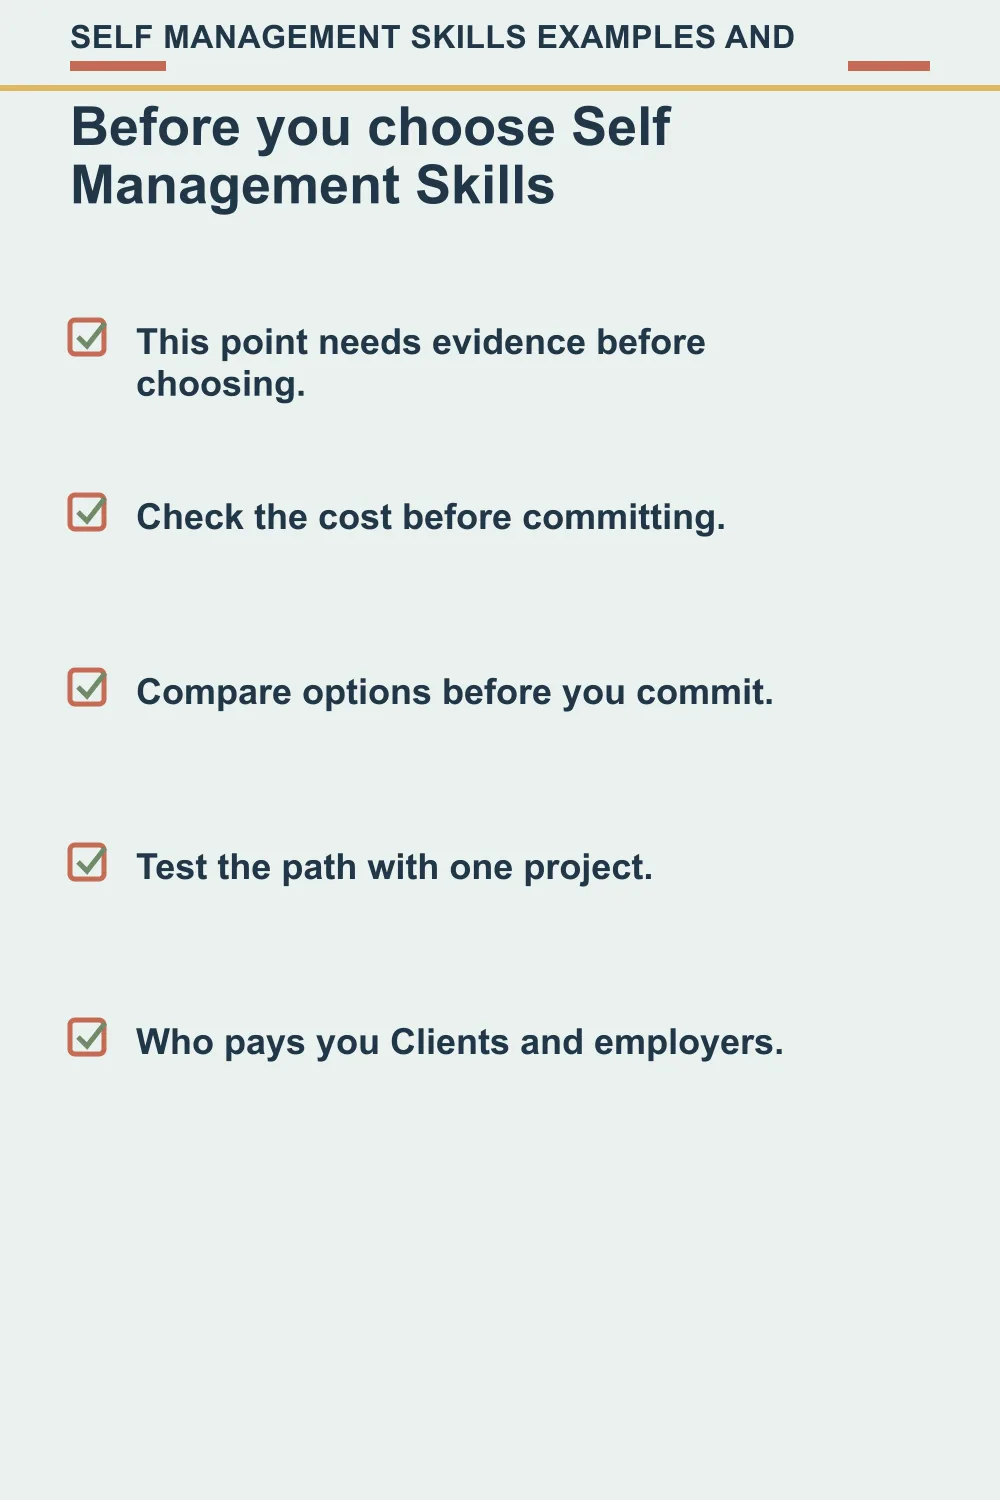 SELF MANAGEMENT SKILLS EXAMPLES AND
Before you choose Self
Management Skills
This point needs evidence before
choosing.
Check the cost before committing.
Compare options before you commit.
Test the path with one project.
Who pays you Clients and employers.